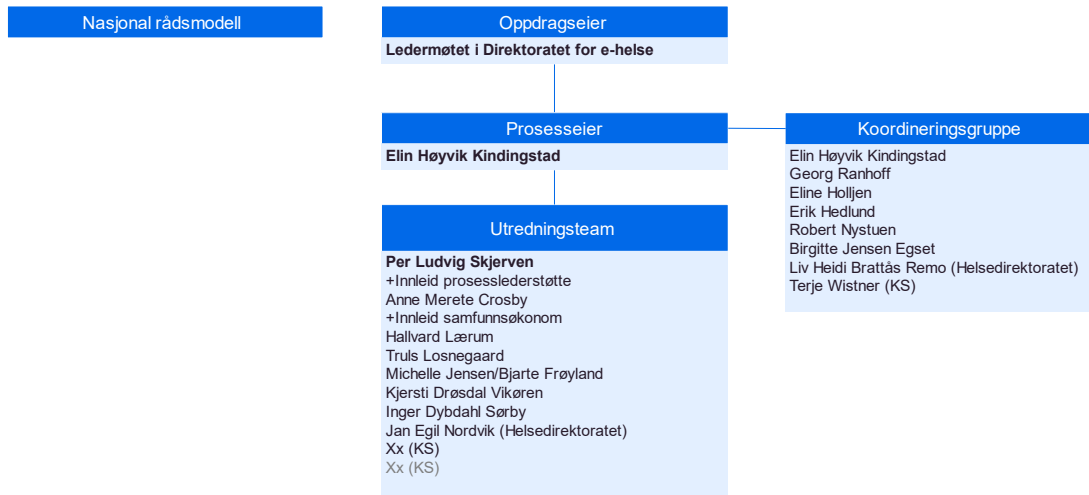 Nasjonal rådsmodell
Oppdragseier
Ledermøtet i Direktoratet for e-helse
Prosesseier
Elin Høyvik Kindingstad
Koordineringsgruppe
Elin Høyvik Kindingstad
Georg Ranhoff
Eline Holljen
Erik Hedlund
Robert Nystuen
Birgitte Jensen Egset
Liv Heidi Brattås Remo (Helsedirektoratet)
Terje Wistner (KS)
Utredningsteam
Per Ludvig Skjerven
+Innleid prosesslederstøtte
Anne Merete Crosby
+Innleid samfunnsøkonom
Hallvard Lærum
Truls Losnegaard
Michelle Jensen/Bjarte Frøyland
Kjersti Drøsdal Vikøren
Inger Dybdahl Sørby
Jan Egil Nordvik (Helsedirektoratet)
Xx (KS)
Xx (KS)